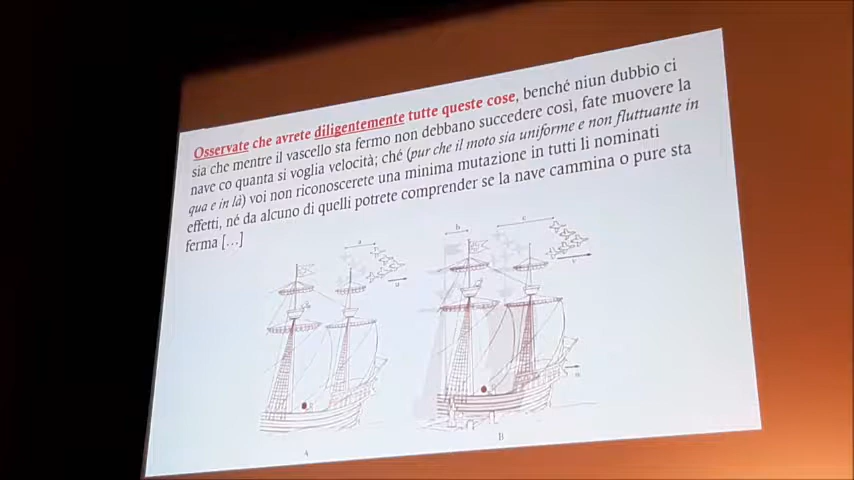 Osservate che avrete diligentemente tutte queste cose, benché niun dubbio ci
sia che mentre il vascello sta fermo non debbano succedere così, fate muovere la
nave co quanta si voglia velocità; ché (pur che il moto sia uniforme e non fluttuante in
qua e in là) voi non riconoscerete una minima mutazione in tutti li nominati
effetti, né da alcuno di quelli potrete comprender se la nave cammina o pure sta
ferma [...]
a
b
c
v
A
B